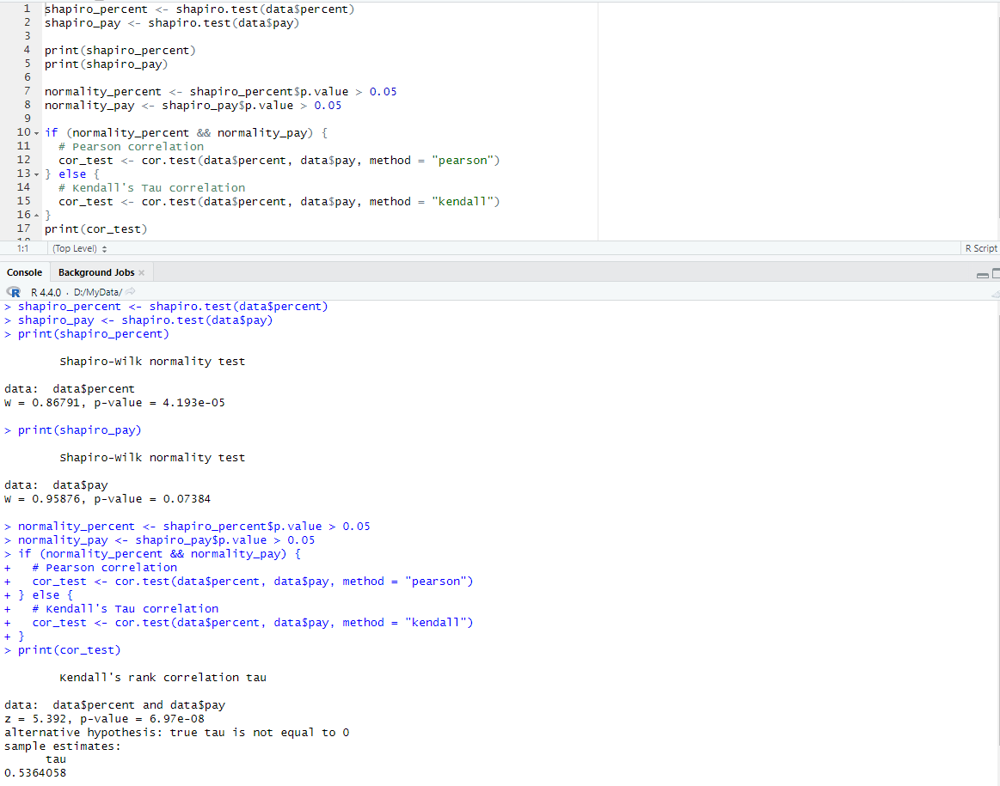 1 shapiro_percent <- shapiro.test(data$percent)
2 shapiro_pay <- shapiro.test(data$pay)
3
4 print(shapiro_percent)
5 print(shapiro_pay)
6
7 normality_percent <- shapiro_percent$p.value > 0.05
8 normality_pay <- shapiro_pay$p.value > 0.05
9
10 if (normality_percent && normality_pay) {
11   # Pearson correlation
12   cor_test <- cor.test(data$percent, data$pay, method = "pearson")
13 } else {
14   # Kendall's Tau correlation
15   cor_test <- cor.test(data$percent, data$pay, method = "kendall")
16 }
17 print(cor_test)
1:1 (Top Level) R Script
Console Background Jobs
R 4.4.0 · D:/MyData/
> shapiro_percent <- shapiro.test(data$percent)
> shapiro_pay <- shapiro.test(data$pay)
> print(shapiro_percent)
Shapiro-Wilk normality test
data:  data$percent
W = 0.86791, p-value = 4.193e-05
> print(shapiro_pay)
Shapiro-Wilk normality test
data:  data$pay
W = 0.95876, p-value = 0.07384
> normality_percent <- shapiro_percent$p.value > 0.05
> normality_pay <- shapiro_pay$p.value > 0.05
> if (normality_percent && normality_pay) {
+   # Pearson correlation
+   cor_test <- cor.test(data$percent, data$pay, method = "pearson")
+ } else {
+   # Kendall's Tau correlation
+   cor_test <- cor.test(data$percent, data$pay, method = "kendall")
+ }
> print(cor_test)
Kendall's rank correlation tau
data:  data$percent and data$pay
z = 5.392, p-value = 6.97e-08
alternative hypothesis: true tau is not equal to 0
sample estimates:
tau
0.5364058